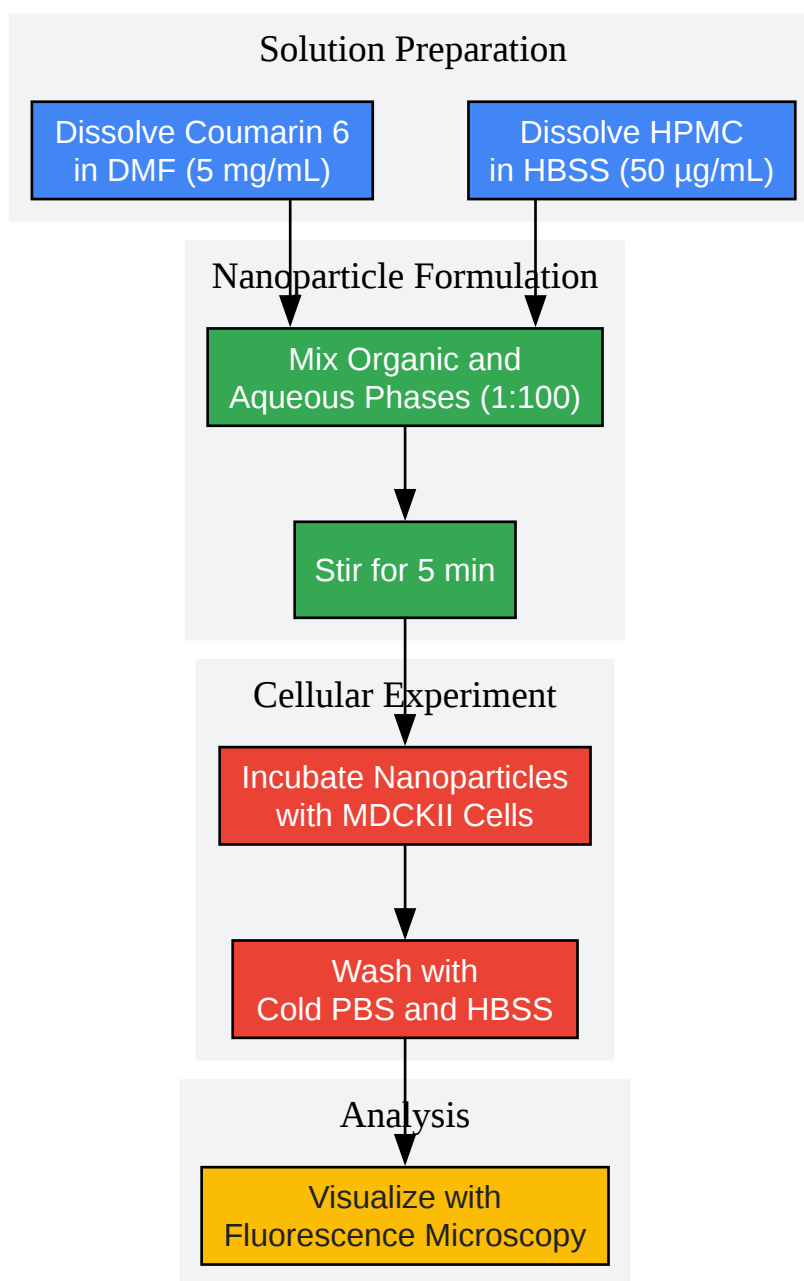 Solution Preparation
Dissolve Coumarin 6
in DMF (5 mg/mL)
Dissolve HPMC
in HBSS (50 µg/mL)
Nanoparticle Formulation
Mix Organic and
Aqueous Phases (1:100)
Stir for 5 min
Cellular Experiment
Incubate Nanoparticles
with MDCKII Cells
Wash with
Cold PBS and HBSS
Analysis
Visualize with
Fluorescence Microscopy